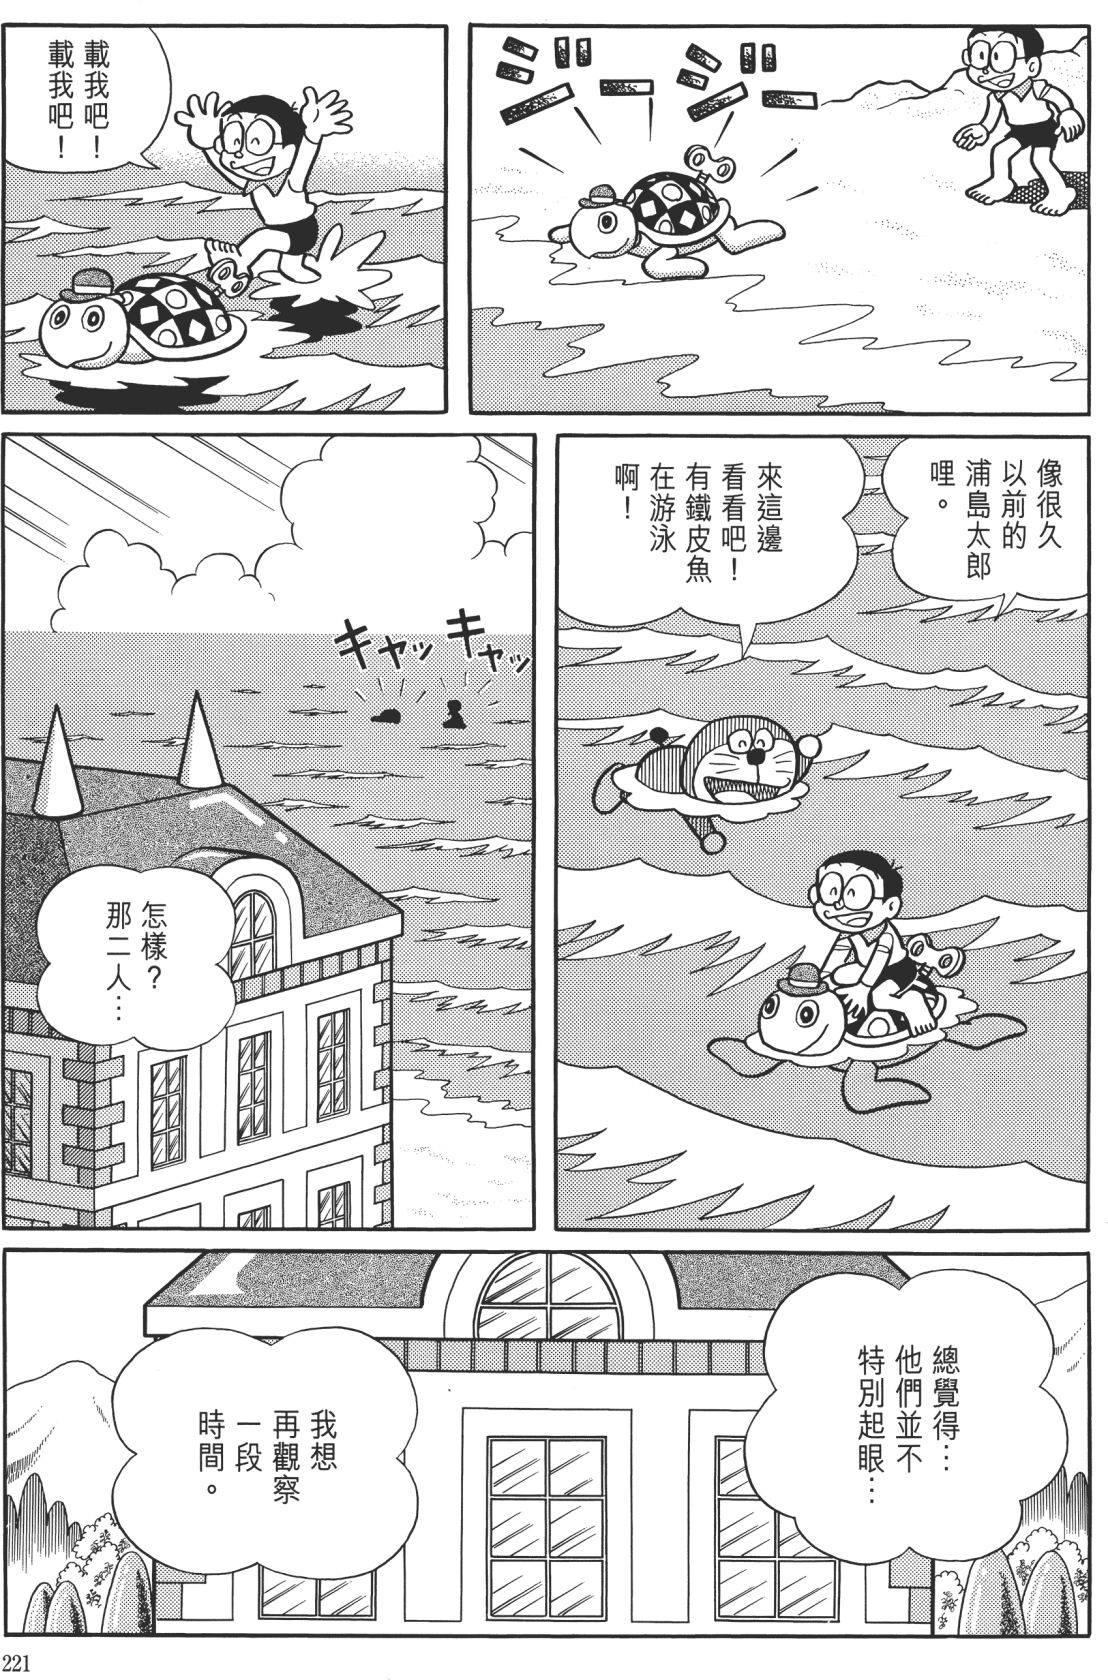 ジージー
載我吧！
載我吧！
像很久
以前的
浦島太郎
哩。
來這邊
看看吧！
有鐵皮魚
在游泳
啊！
キャッ
キャッ
怎樣？
那二人…
總覺得…
他們並不
特別起眼…
我想
再觀察
一段
時間。
221